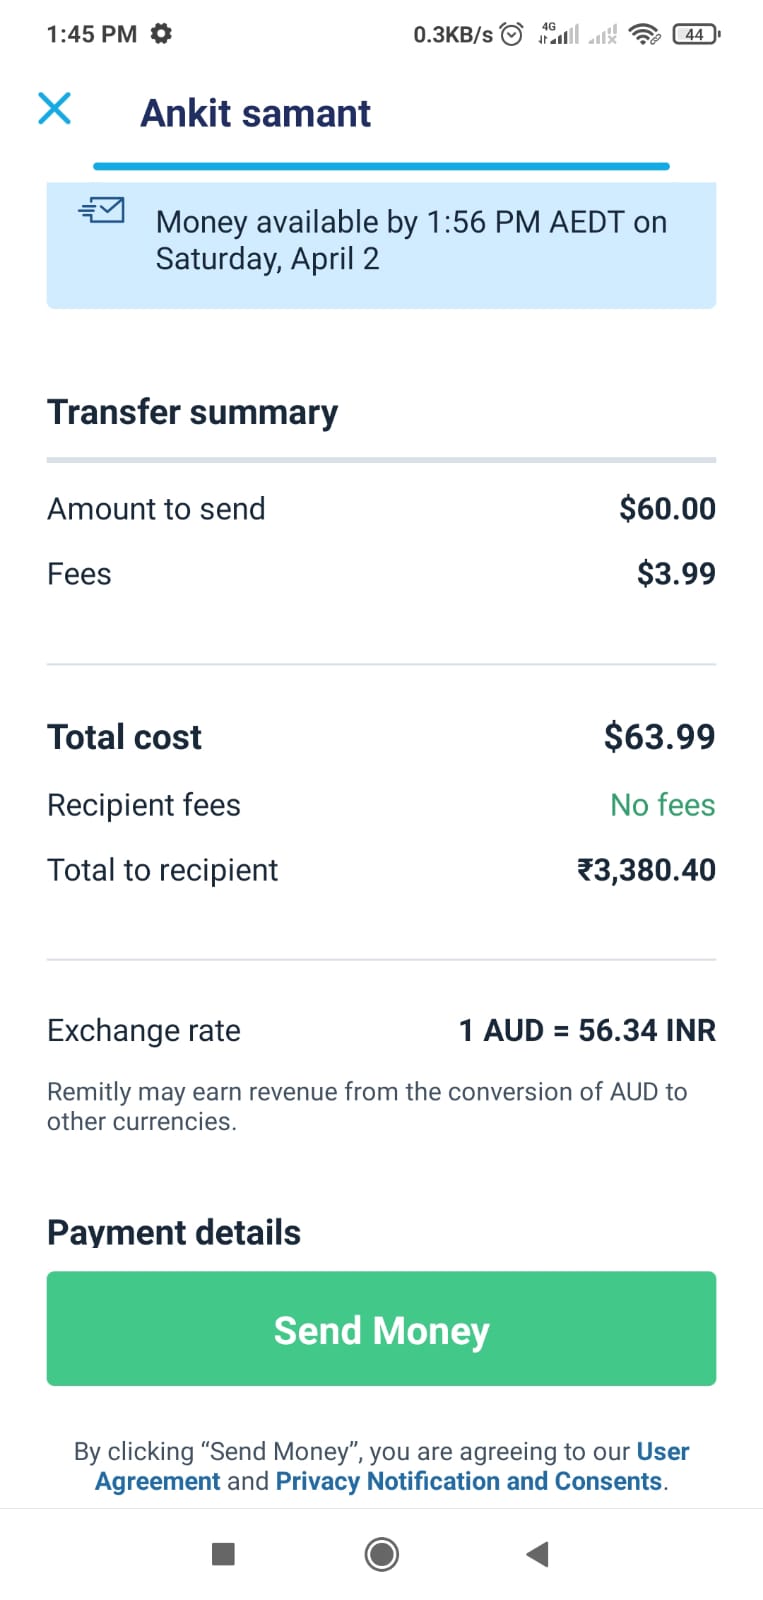 1:45 PM 0.3KB/s 4G 44
Ankit samant
Money available by 1:56 PM AEDT on
Saturday, April 2
Transfer summary
Amount to send $60.00
Fees $3.99
Total cost $63.99
Recipient fees No fees
Total to recipient ₹3,380.40
Exchange rate 1 AUD = 56.34 INR
Remitly may earn revenue from the conversion of AUD to
other currencies.
Payment details
Send Money
By clicking “Send Money”, you are agreeing to our User
Agreement and Privacy Notification and Consents.